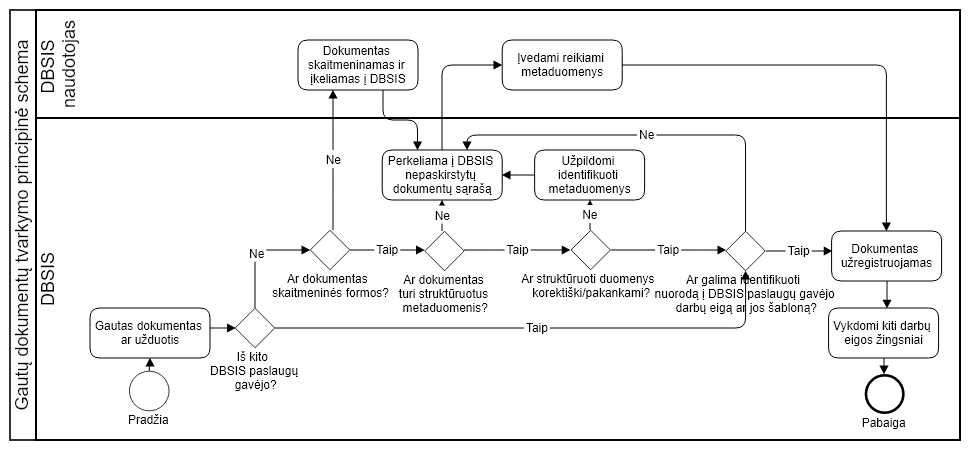 Gautų dokumentų tvarkymo principinė schema
DBSIS
naudotojas
DBSIS
Dokumentas
skaitmeninamas ir
įkeliamas į DBSIS
Įvedami reikiami
metaduomenys
Ne
Ne
Perkeliama į DBSIS
nepaskirstytų
dokumentų sąrašą
Užpildomi
identifikuoti
metaduomenys
Ne
Ne
Ne
Taip
Taip
Taip
Taip
Ar dokumentas
skaitmeninės formos?
Ar dokumentas
turi struktūruotus
metaduomenis?
Ar struktūruoti duomenys
korektiški/pakankami?
Ar galima identifikuoti
nuorodą į DBSIS paslaugų gavėjo
darbų eigą ar jos šabloną?
Dokumentas
užregistruojamas
Gautas dokumentas
ar užduotis
Taip
Iš kito
DBSIS paslaugų
gavėjo?
Vykdomi kiti darbų
eigos žingsniai
Pradžia
Pabaiga